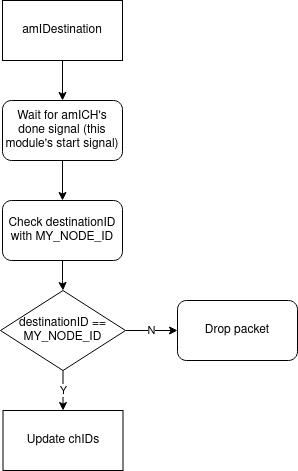 amIDestination
Wait for amICH's
done signal (this
module's start signal)
Check destinationID
with MY_NODE_ID
destinationID ==
MY_NODE_ID
N
Drop packet
Y
Update chIDs